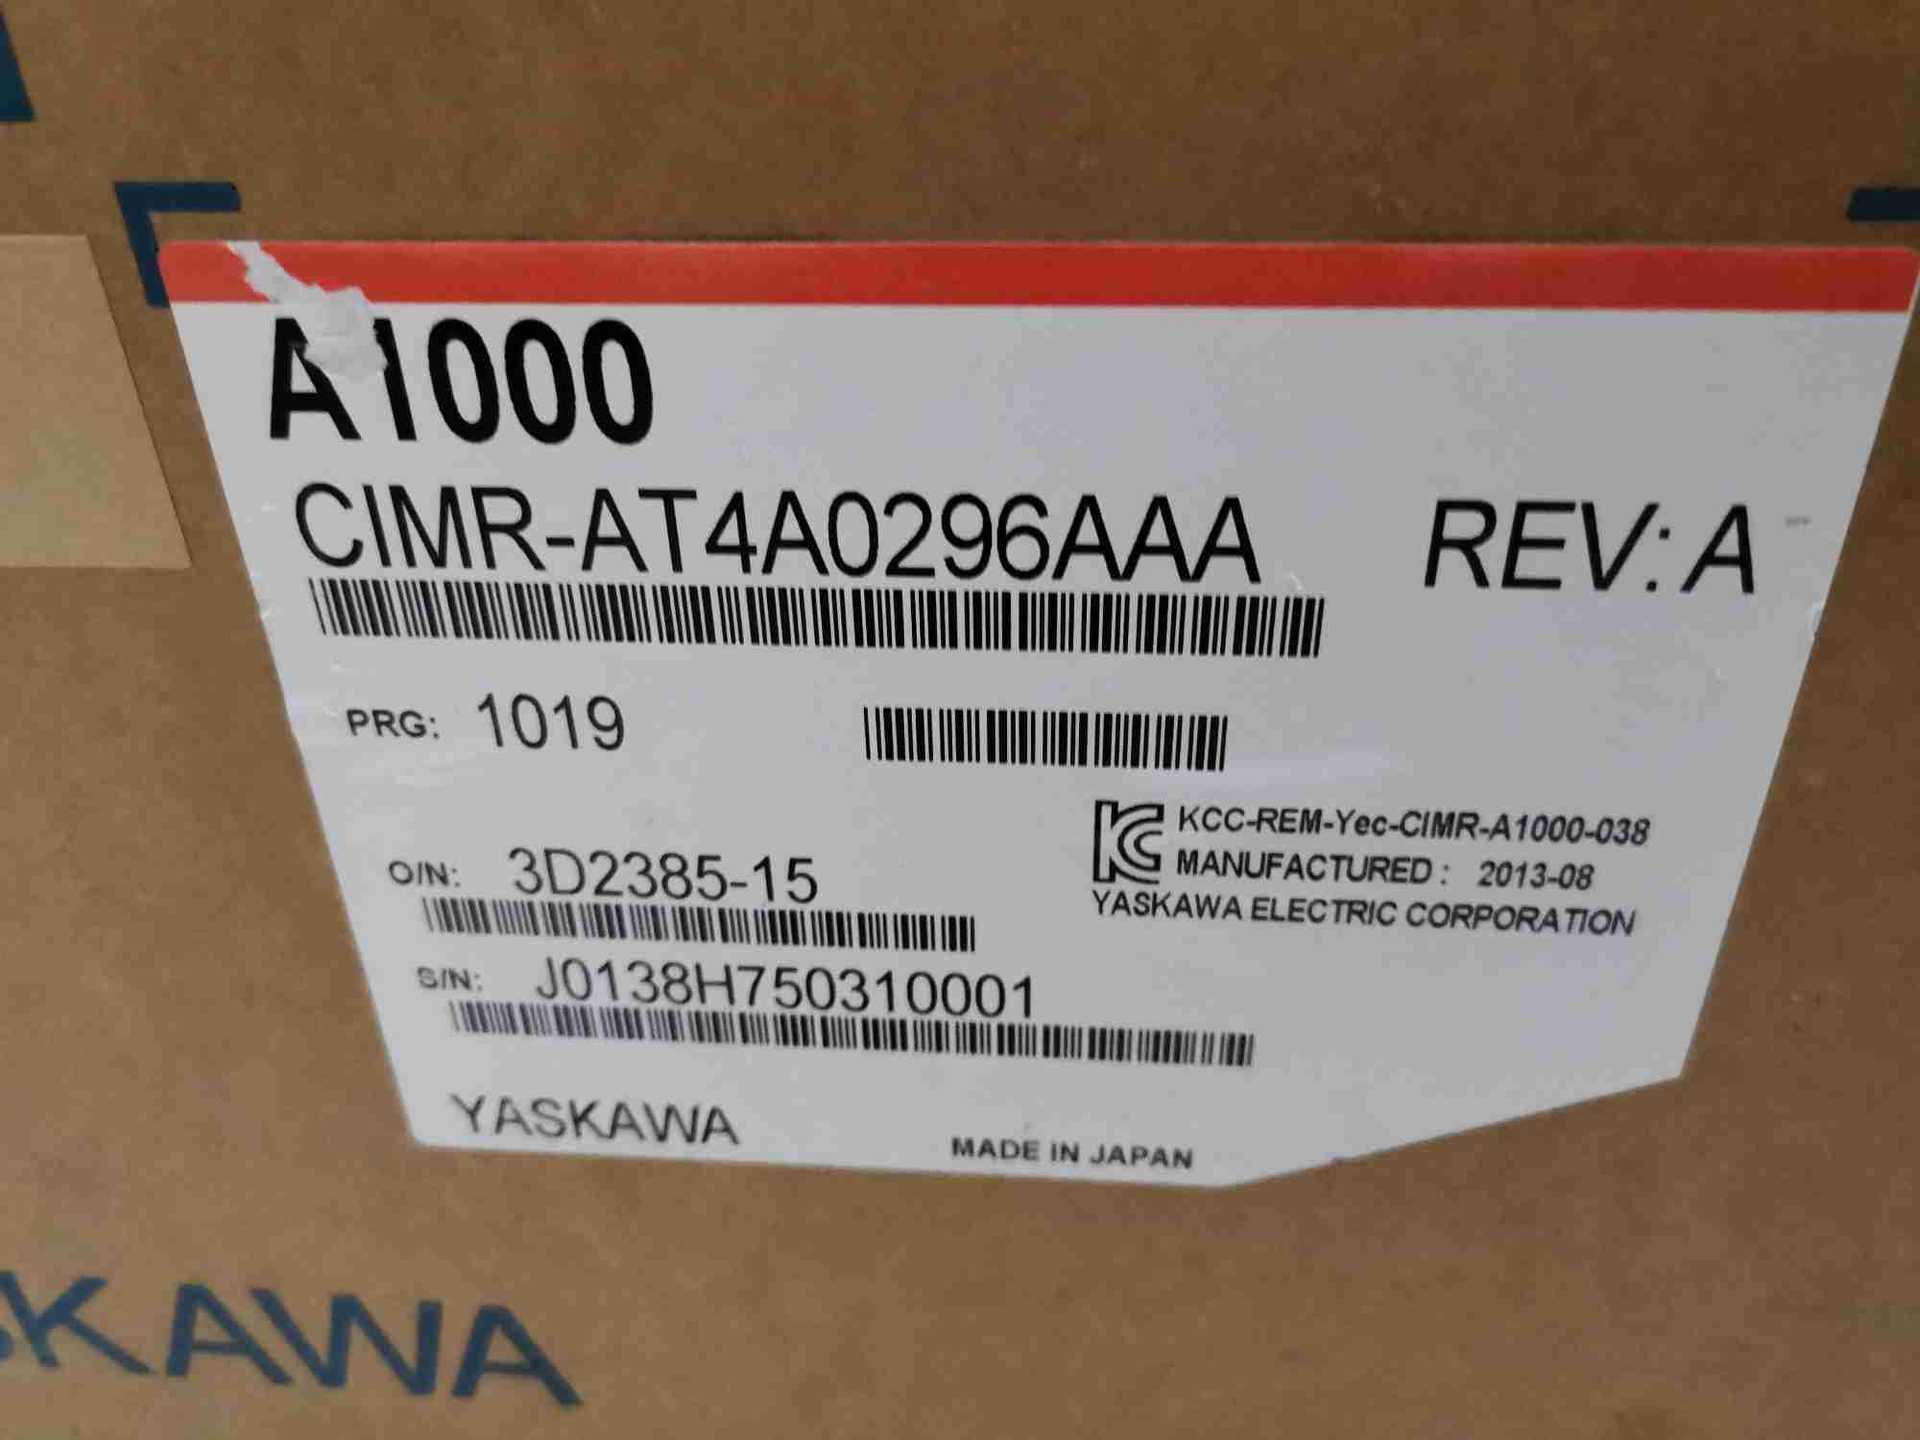 A1000
CIMR-AT4A0296AAA REV: A
PRG: 1019
KCC-REM-Yec-CIMR-A1000-038
MANUFACTURED : 2013-08
YASKAWA ELECTRIC CORPORATION
O/N: 3D2385-15
S/N: J0138H750310001
YASKAWA
MADE IN JAPAN
SKAWA